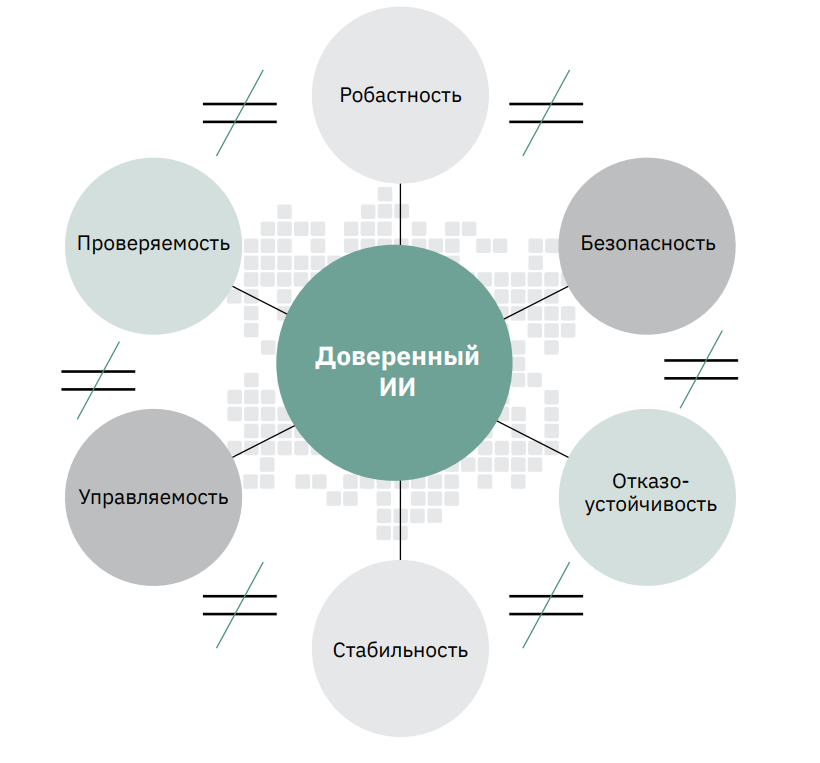 Робастность
Проверяемость
Безопасность
Доверенный
ИИ
Управляемость
Отказо-
устойчивость
Стабильность